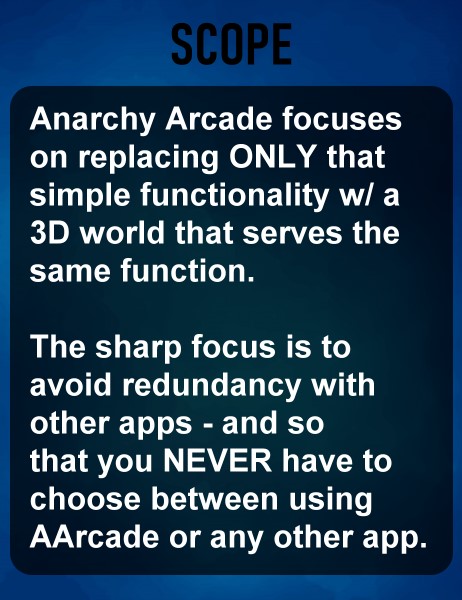 SCOPE
Anarchy Arcade focuses
on replacing ONLY that
simple functionality w/ a
3D world that serves the
same function.
The sharp focus is to
avoid redundancy with
other apps - and so
that you NEVER have to
choose between using
AArcade or any other app.